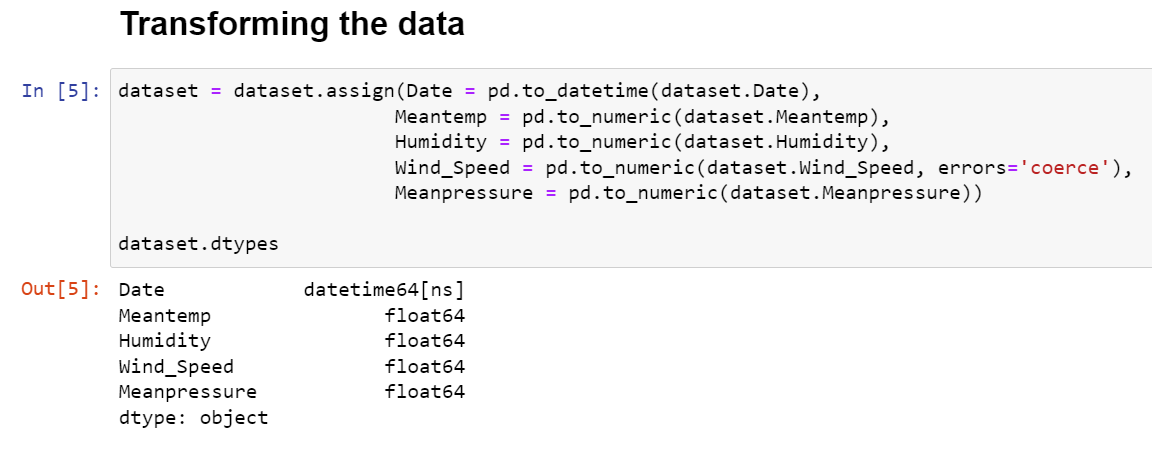 Transforming the data
In [5]: dataset = dataset.assign(Date = pd.to_datetime(dataset.Date),
Meantemp = pd.to_numeric(dataset.Meantemp),
Humidity = pd.to_numeric(dataset.Humidity),
Wind_Speed = pd.to_numeric(dataset.Wind_Speed, errors='coerce'),
Meanpressure = pd.to_numeric(dataset.Meanpressure))
dataset.dtypes
Out[5]: Date datetime64[ns]
Meantemp float64
Humidity float64
Wind_Speed float64
Meanpressure float64
dtype: object